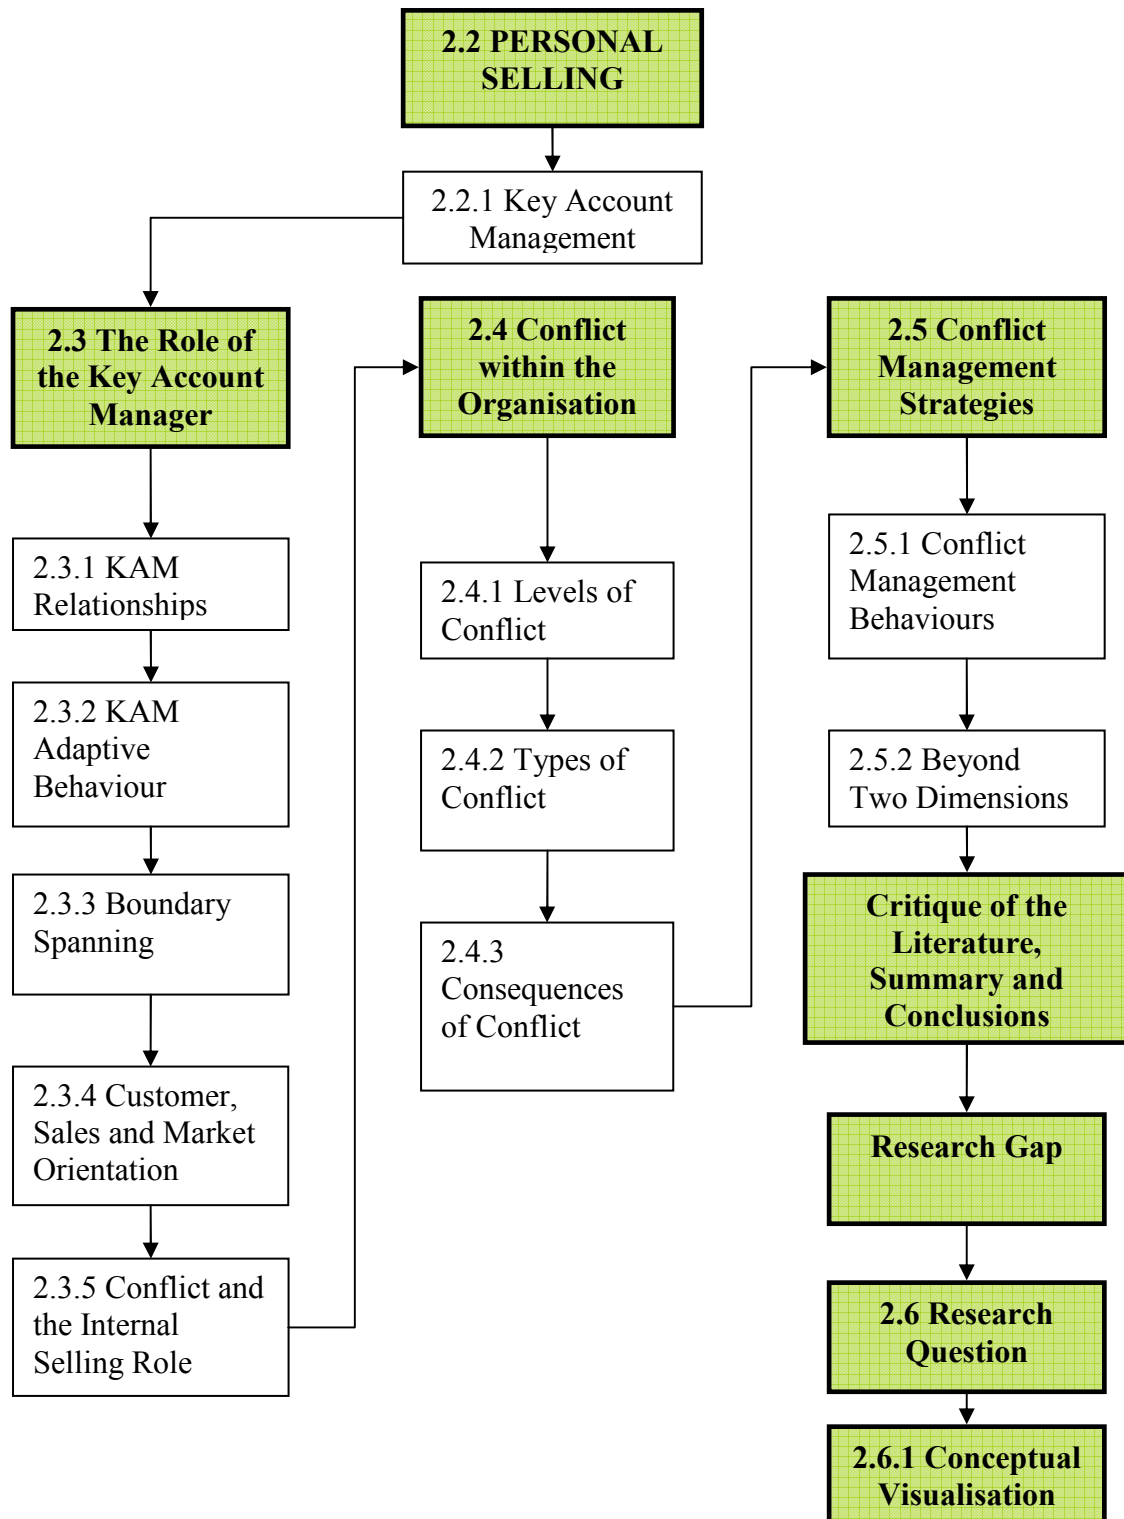 2.2 PERSONAL
SELLING
2.2.1 Key Account
Management
2.3 The Role of
the Key Account
Manager
2.3.1 KAM
Relationships
2.3.2 KAM
Adaptive
Behaviour
2.3.3 Boundary
Spanning
2.3.4 Customer,
Sales and Market
Orientation
2.3.5 Conflict and
the Internal
Selling Role
2.4 Conflict
within the
Organisation
2.4.1 Levels of
Conflict
2.4.2 Types of
Conflict
2.4.3
Consequences
of Conflict
2.5 Conflict
Management
Strategies
2.5.1 Conflict
Management
Behaviours
2.5.2 Beyond
Two Dimensions
Critique of the
Literature,
Summary and
Conclusions
Research Gap
2.6 Research
Question
2.6.1 Conceptual
Visualisation